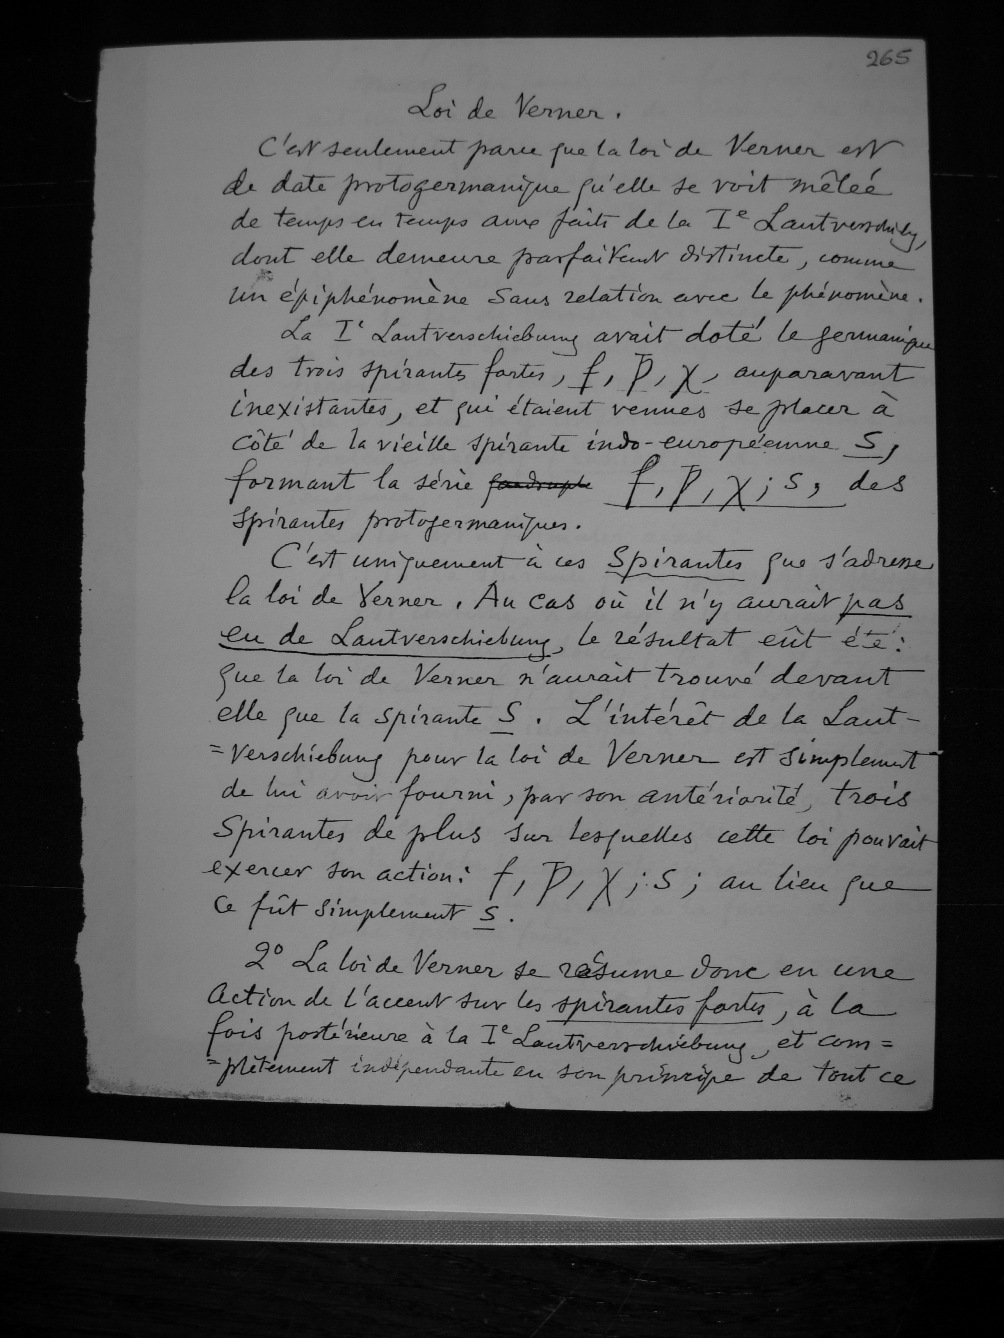 265
Loi de Verner.
C'est seulement parce que la loi de Verner est
de date protogermanique qu'elle se voit mêleé
de temps en temps aux faits de la Iᵉ Lautverschiebg,
dont elle demeure parfaitement distincte, comme
un épiphénomène sans relation avec le phénomène.
La Iᵉ Lautverschiebung avait doté le germanique
des trois spirantes fortes, f, þ, χ, auparavant
inexistantes, et qui étaient venues se placer à
côté de la vieille spirante indo-européenne s,
formant la série quadruple f, þ, χ; s, des
spirantes protogermaniques.
C'est uniquement à ces spirantes que s'adresse
la loi de Verner. Au cas où il n'y aurait pas
eu de Lautverschiebung, le résultat eût été:
que la loi de Verner n'aurait trouvé devant
elle que la spirante s. L'intérêt de la Laut-
=verschiebung pour la loi de Verner est simplement
de lui avoir fourni, par son antériorité, trois
spirantes de plus sur lesquelles cette loi pouvait
exercer son action: f, þ, χ; s; au lieu que
ce fût simplement s.
2° La loi de Verner se résume donc en une
action de l'accent sur les spirantes fortes, à la
fois postérieure à la Iᵉ Lautverschiebung, et com=
=plètement indépendante en son principe de tout ce